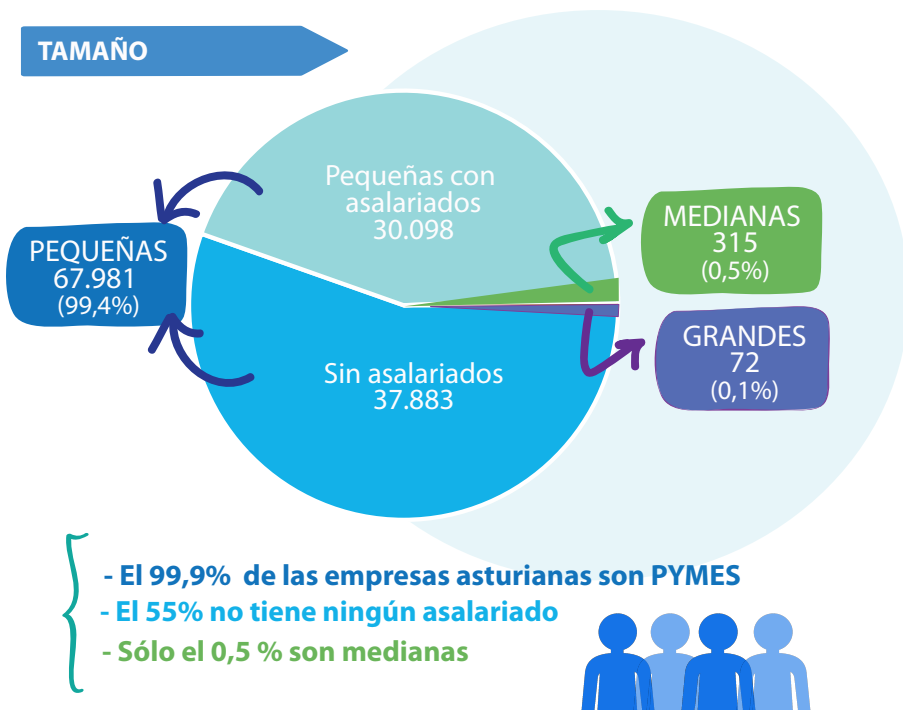 TAMAÑO
Pequeñas con
asalariados
30.098
PEQUEÑAS
67.981
(99,4%)
MEDIANAS
315
(0,5%)
GRANDES
72
(0,1%)
Sin asalariados
37.883
- El 99,9% de las empresas asturianas son PYMES
- El 55% no tiene ningún asalariado
- Sólo el 0,5 % son medianas